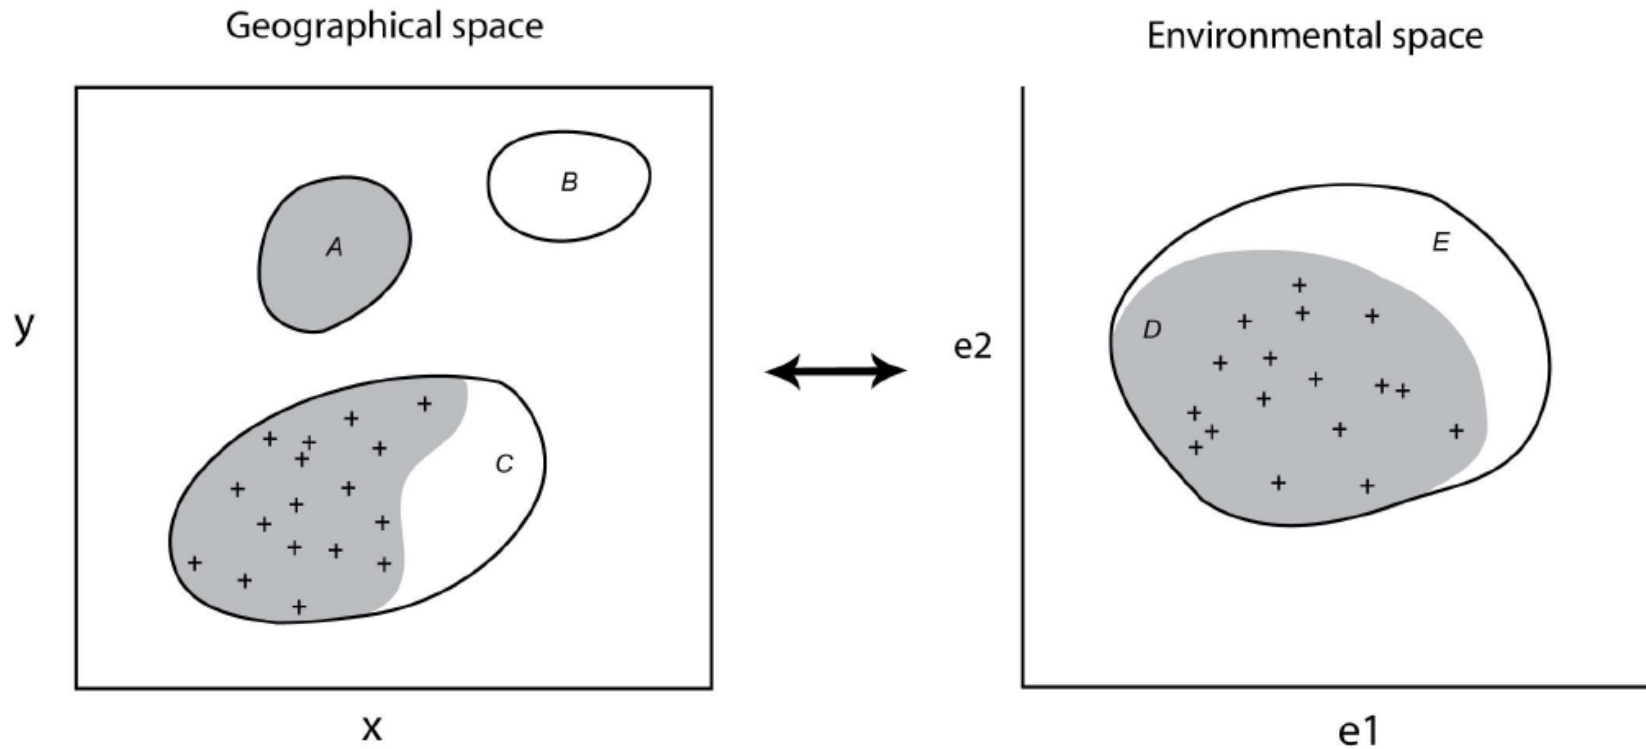 Geographical space
Environmental space
A
B
C
y
x
D
E
e2
e1